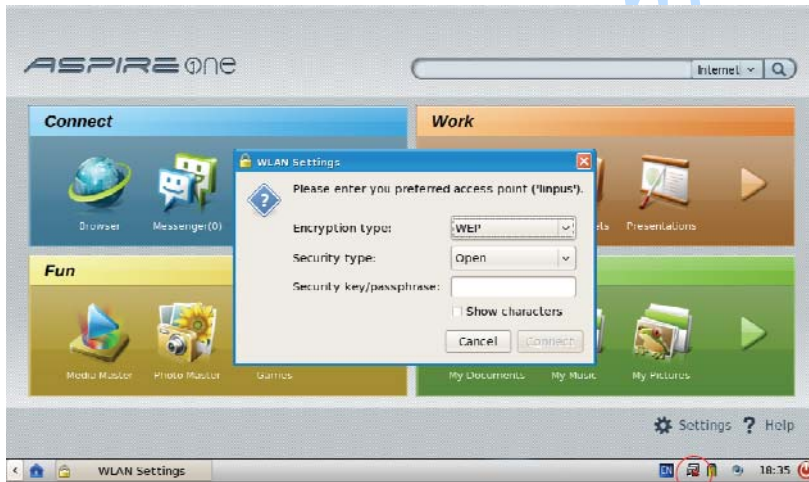 ASPIRE one
Internet
Connect
Work
WLAN Settings
Please enter you preferred access point ('linpus').
Encryption type: WEP
Security type: Open
Security key/passphrase:
Show characters
Cancel Connect
Browser Messenger(0) Presentations
Fun
Media Master Photo Master Games My Documents My Music My Pictures
Settings ? Help
WLAN Settings EN 18:35